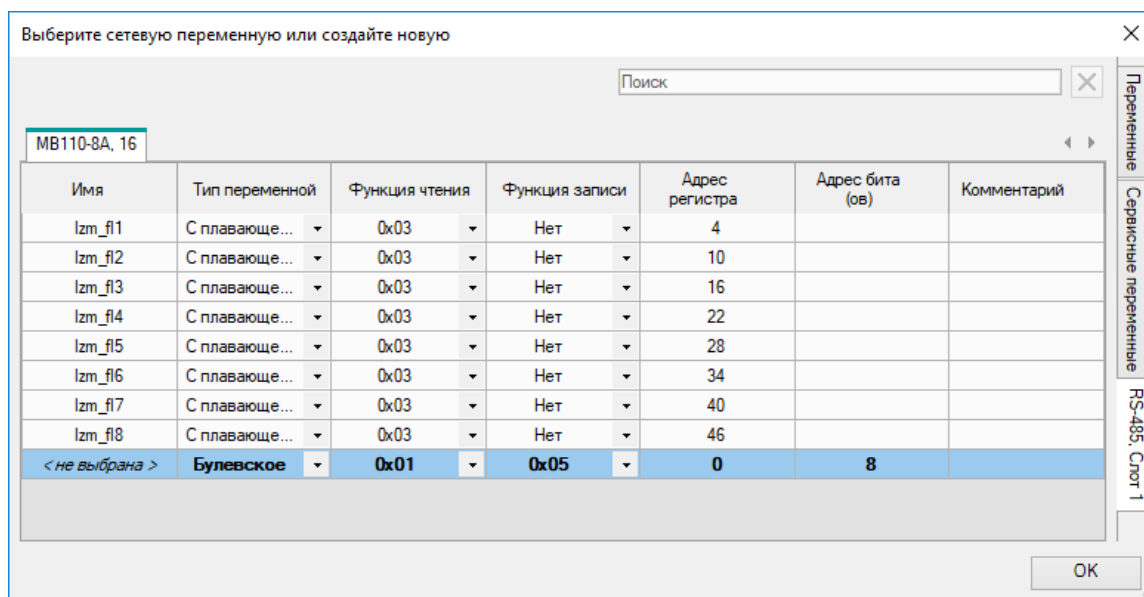 Выберите сетевую переменную или создайте новую
Поиск
МВ110-8А, 16
Имя Тип переменной Функция чтения Функция записи Адрес регистра Адрес бита (ов) Комментарий
Izm_fl1 С плавающе... 0x03 Нет 4
Izm_fl2 С плавающе... 0x03 Нет 10
Izm_fl3 С плавающе... 0x03 Нет 16
Izm_fl4 С плавающе... 0x03 Нет 22
Izm_fl5 С плавающе... 0x03 Нет 28
Izm_fl6 С плавающе... 0x03 Нет 34
Izm_fl7 С плавающе... 0x03 Нет 40
Izm_fl8 С плавающе... 0x03 Нет 46
<не выбрана> Булевское 0x01 0x05 0 8
Переменные
Сервисные переменные
RS-485, Слот 1
OK